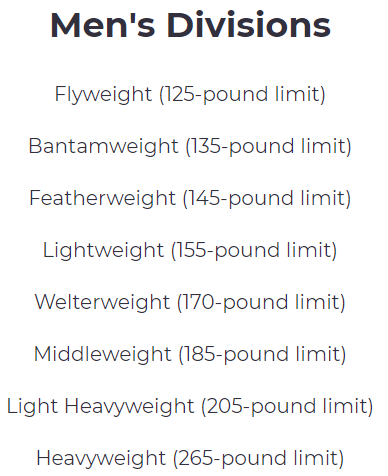 Men's Divisions
Flyweight (125-pound limit)
Bantamweight (135-pound limit)
Featherweight (145-pound limit)
Lightweight (155-pound limit)
Welterweight (170-pound limit)
Middleweight (185-pound limit)
Light Heavyweight (205-pound limit)
Heavyweight (265-pound limit)